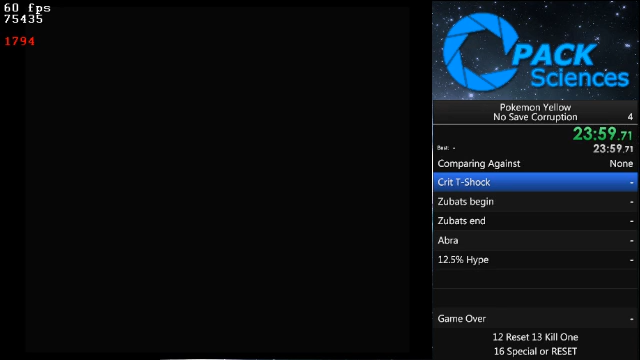 60 fps
75435
1794
PACK
Sciences
Pokemon Yellow
No Save Corruption 4
23:59.71
Best: - 23:59.71
Comparing Against None
Crit T-Shock -
Zubats begin -
Zubats end -
Abra -
12.5% Hype -
Game Over -
12 Reset 13 Kill One
16 Special or RESET